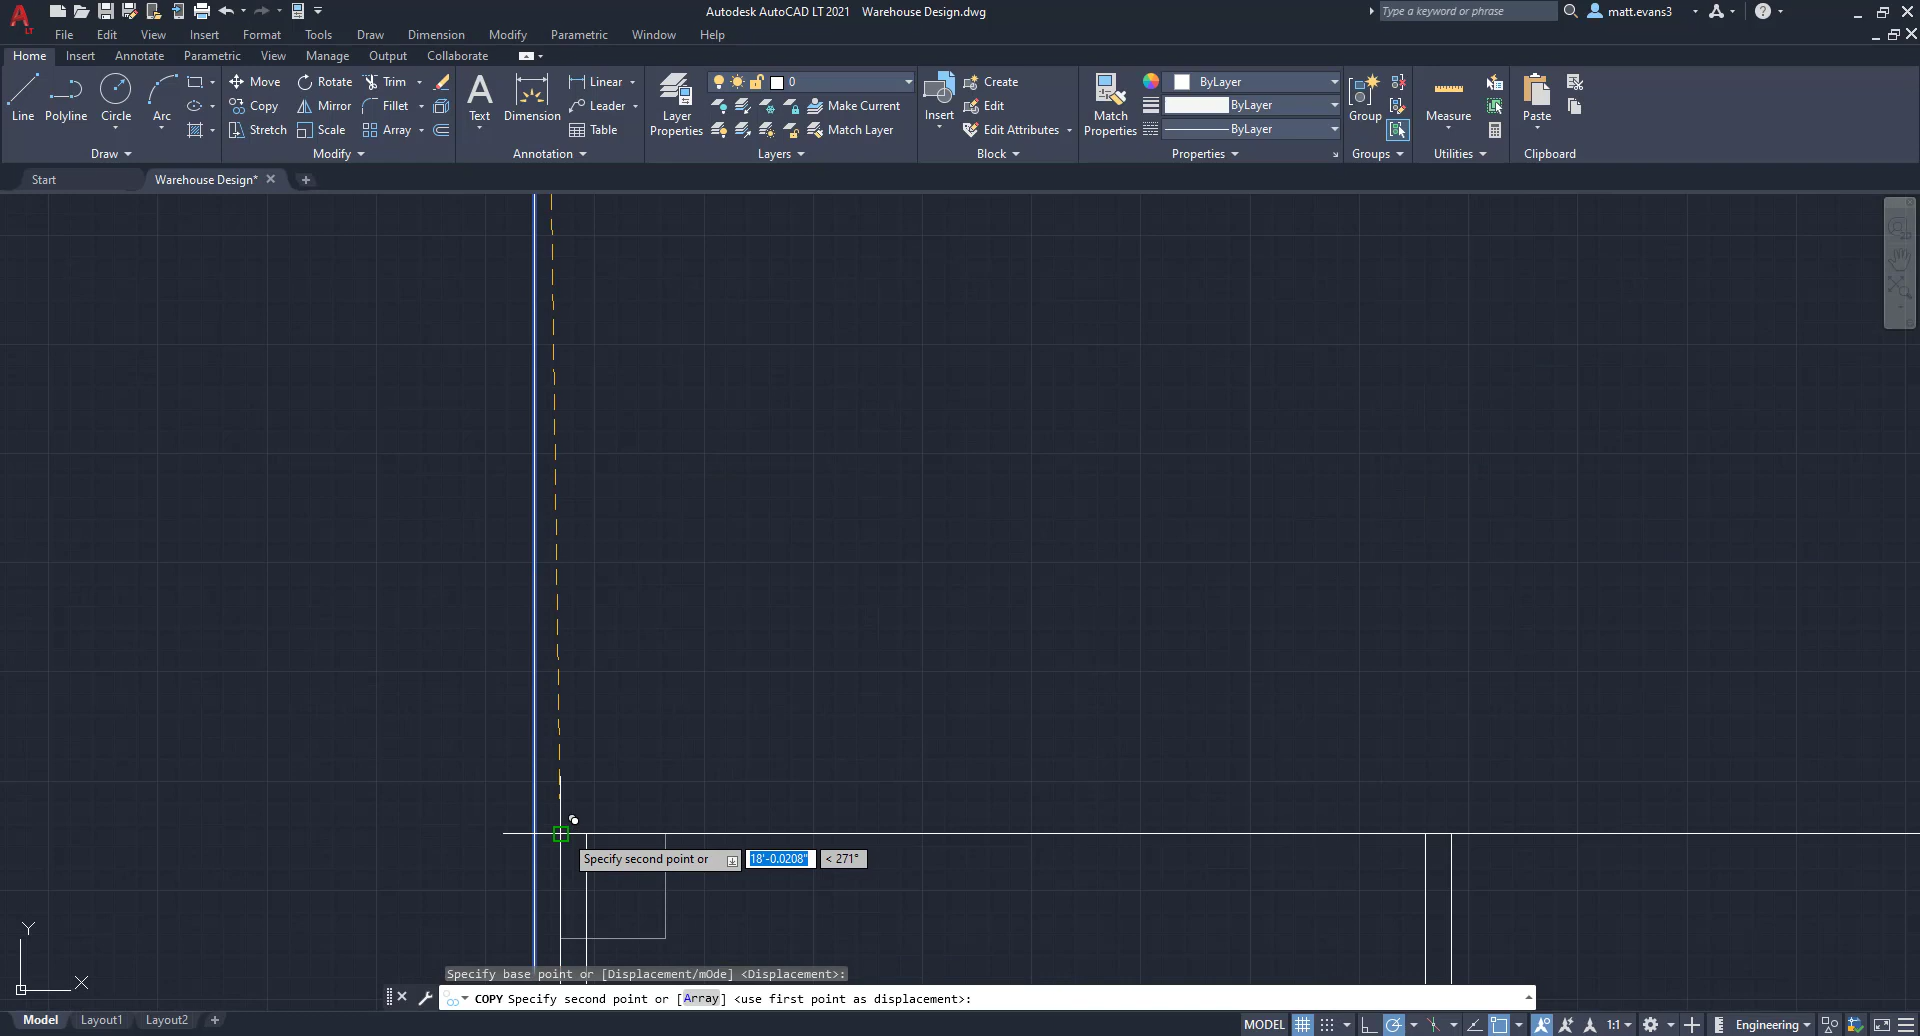 Autodesk AutoCAD LT 2021 Warehouse Design.dwg
Type a keyword or phrase
matt.evans3
LT
File Edit View Insert Format Tools Draw Dimension Modify Parametric Window Help
Home Insert Annotate Parametric View Manage Output Collaborate
Line Polyline Circle Arc
Draw
Move Rotate Trim
Copy Mirror Fillet
Stretch Scale Array
Modify
Text Dimension
Linear
Leader
Table
Annotation
Layer Properties
0
Make Current
Match Layer
Layers
Insert
Create
Edit
Edit Attributes
Block
Match Properties
ByLayer
ByLayer
ByLayer
Properties
Group
Groups
Measure
Utilities
Paste
Clipboard
Start
Warehouse Design*
Specify second point or 18'-0.0208" < 271°
Y
X
Specify base point or [Displacement/mOde] <Displacement>:
COPY Specify second point or [Array] <use first point as displacement>:
Model Layout1 Layout2
MODEL 1:1 Engineering